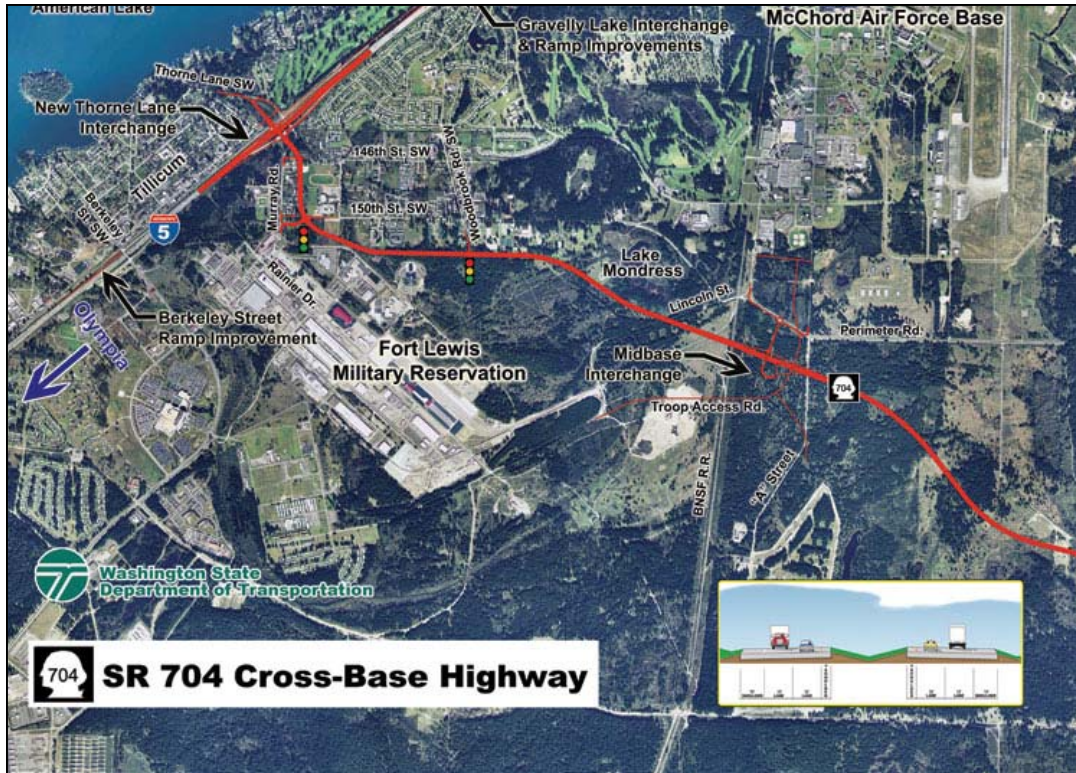 American Lake
Gravelly Lake Interchange
& Ramp Improvements
McChord Air Force Base
Thorne Lane SW
New Thorne Lane
Interchange
146th St. SW
Tillicum
Murray Rd
Woodbrook Rd. SW
150th St. SW
Berkeley
St. SW
INTERSTATE
5
Rainier Dr.
Lake
Mondress
Lincoln St.
Berkeley Street
Ramp Improvement
Olympia
Perimeter Rd.
Fort Lewis
Military Reservation
Midbase
Interchange
704
Troop Access Rd.
BNSF R.R.
"A" Street
Washington State
Department of Transportation
704
SR 704 Cross-Base Highway